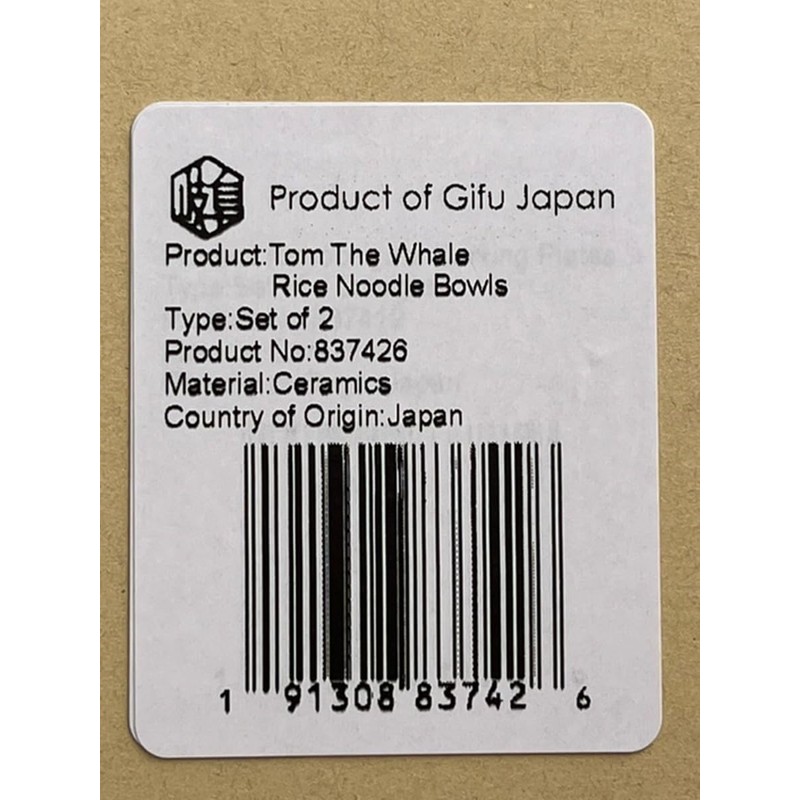 Product of Gifu Japan
Product:Tom The Whale
Rice Noodle Bowls
Type:Set of 2
Product No:837426
Material:Ceramics
Country of Origin:Japan
1 91308 83742 6